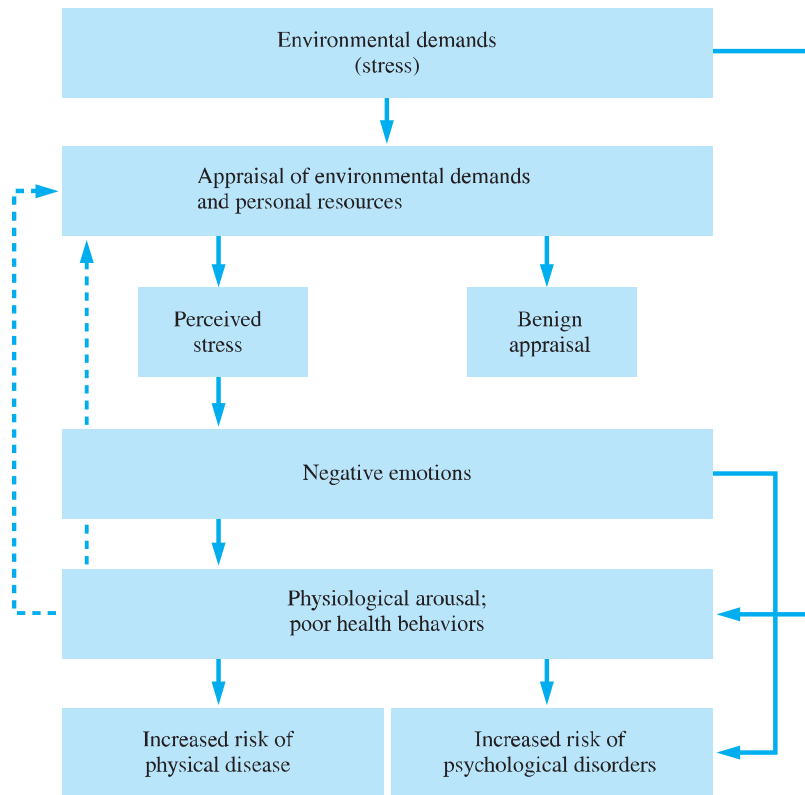 Environmental demands
(stress)
Appraisal of environmental demands
and personal resources
Perceived
stress
Benign
appraisal
Negative emotions
Physiological arousal;
poor health behaviors
Increased risk of
physical disease
Increased risk of
psychological disorders